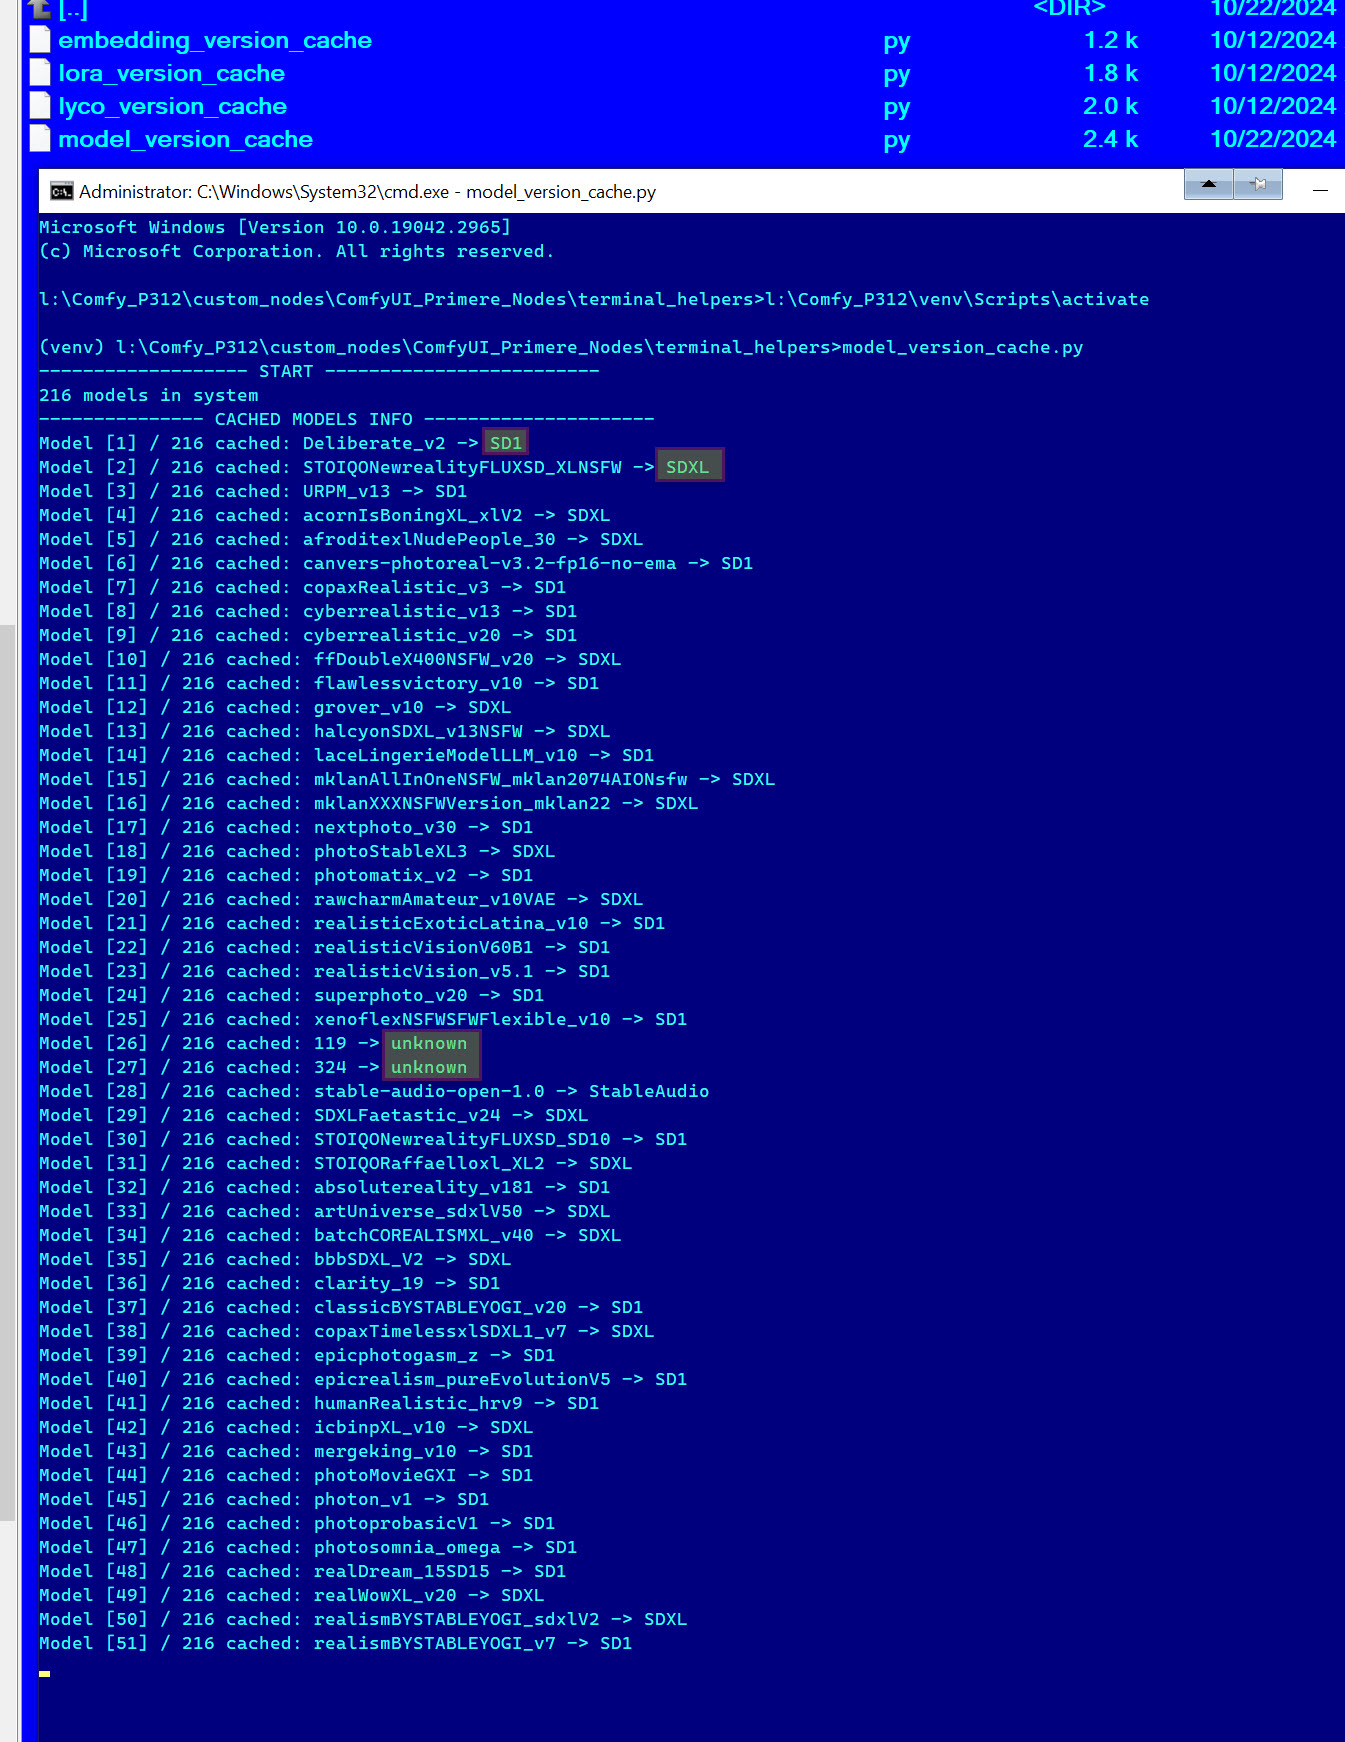 [..] <DIR> 10/22/2024
embedding_version_cache py 1.2 k 10/12/2024
lora_version_cache py 1.8 k 10/12/2024
lyco_version_cache py 2.0 k 10/12/2024
model_version_cache py 2.4 k 10/22/2024
Administrator: C:\Windows\System32\cmd.exe - model_version_cache.py
Microsoft Windows [Version 10.0.19042.2965]
(c) Microsoft Corporation. All rights reserved.
l:\Comfy_P312\custom_nodes\ComfyUI_Primere_Nodes\terminal_helpers>l:\Comfy_P312\venv\Scripts\activate
(venv) l:\Comfy_P312\custom_nodes\ComfyUI_Primere_Nodes\terminal_helpers>model_version_cache.py
------------------- START -------------------------
216 models in system
--------------- CACHED MODELS INFO ---------------------
Model [1] / 216 cached: Deliberate_v2 -> SD1
Model [2] / 216 cached: STOIQONewrealityFLUXSD_XLNSFW -> SDXL
Model [3] / 216 cached: URPM_v13 -> SD1
Model [4] / 216 cached: acornIsBoningXL_xlV2 -> SDXL
Model [5] / 216 cached: afroditexlNudePeople_30 -> SDXL
Model [6] / 216 cached: canvers-photoreal-v3.2-fp16-no-ema -> SD1
Model [7] / 216 cached: copaxRealistic_v3 -> SD1
Model [8] / 216 cached: cyberrealistic_v13 -> SD1
Model [9] / 216 cached: cyberrealistic_v20 -> SD1
Model [10] / 216 cached: ffDoubleX400NSFW_v20 -> SDXL
Model [11] / 216 cached: flawlessvictory_v10 -> SD1
Model [12] / 216 cached: grover_v10 -> SDXL
Model [13] / 216 cached: halcyonSDXL_v13NSFW -> SDXL
Model [14] / 216 cached: laceLingerieModelLLM_v10 -> SD1
Model [15] / 216 cached: mklanAllInOneNSFW_mklan2074AIONsfw -> SDXL
Model [16] / 216 cached: mklanXXXNSFWVersion_mklan22 -> SDXL
Model [17] / 216 cached: nextphoto_v30 -> SD1
Model [18] / 216 cached: photoStableXL3 -> SDXL
Model [19] / 216 cached: photomatix_v2 -> SD1
Model [20] / 216 cached: rawcharmAmateur_v10VAE -> SDXL
Model [21] / 216 cached: realisticExoticLatina_v10 -> SD1
Model [22] / 216 cached: realisticVisionV60B1 -> SD1
Model [23] / 216 cached: realisticVision_v5.1 -> SD1
Model [24] / 216 cached: superphoto_v20 -> SD1
Model [25] / 216 cached: xenoflexNSFWSFWFlexible_v10 -> SD1
Model [26] / 216 cached: 119 -> unknown
Model [27] / 216 cached: 324 -> unknown
Model [28] / 216 cached: stable-audio-open-1.0 -> StableAudio
Model [29] / 216 cached: SDXLFaetastic_v24 -> SDXL
Model [30] / 216 cached: STOIQONewrealityFLUXSD_SD10 -> SD1
Model [31] / 216 cached: STOIQORaffaelloxl_XL2 -> SDXL
Model [32] / 216 cached: absolutereality_v181 -> SD1
Model [33] / 216 cached: artUniverse_sdxlV50 -> SDXL
Model [34] / 216 cached: batchCOREALISMXL_v40 -> SDXL
Model [35] / 216 cached: bbbSDXL_V2 -> SDXL
Model [36] / 216 cached: clarity_19 -> SD1
Model [37] / 216 cached: classicBYSTABLEYOGI_v20 -> SD1
Model [38] / 216 cached: copaxTimelessxlSDXL1_v7 -> SDXL
Model [39] / 216 cached: epicphotogasm_z -> SD1
Model [40] / 216 cached: epicrealism_pureEvolutionV5 -> SD1
Model [41] / 216 cached: humanRealistic_hrv9 -> SD1
Model [42] / 216 cached: icbinpXL_v10 -> SDXL
Model [43] / 216 cached: mergeking_v10 -> SD1
Model [44] / 216 cached: photoMovieGXI -> SD1
Model [45] / 216 cached: photon_v1 -> SD1
Model [46] / 216 cached: photoprobasicV1 -> SD1
Model [47] / 216 cached: photosomnia_omega -> SD1
Model [48] / 216 cached: realDream_15SD15 -> SD1
Model [49] / 216 cached: realWowXL_v20 -> SDXL
Model [50] / 216 cached: realismBYSTABLEYOGI_sdxlV2 -> SDXL
Model [51] / 216 cached: realismBYSTABLEYOGI_v7 -> SD1